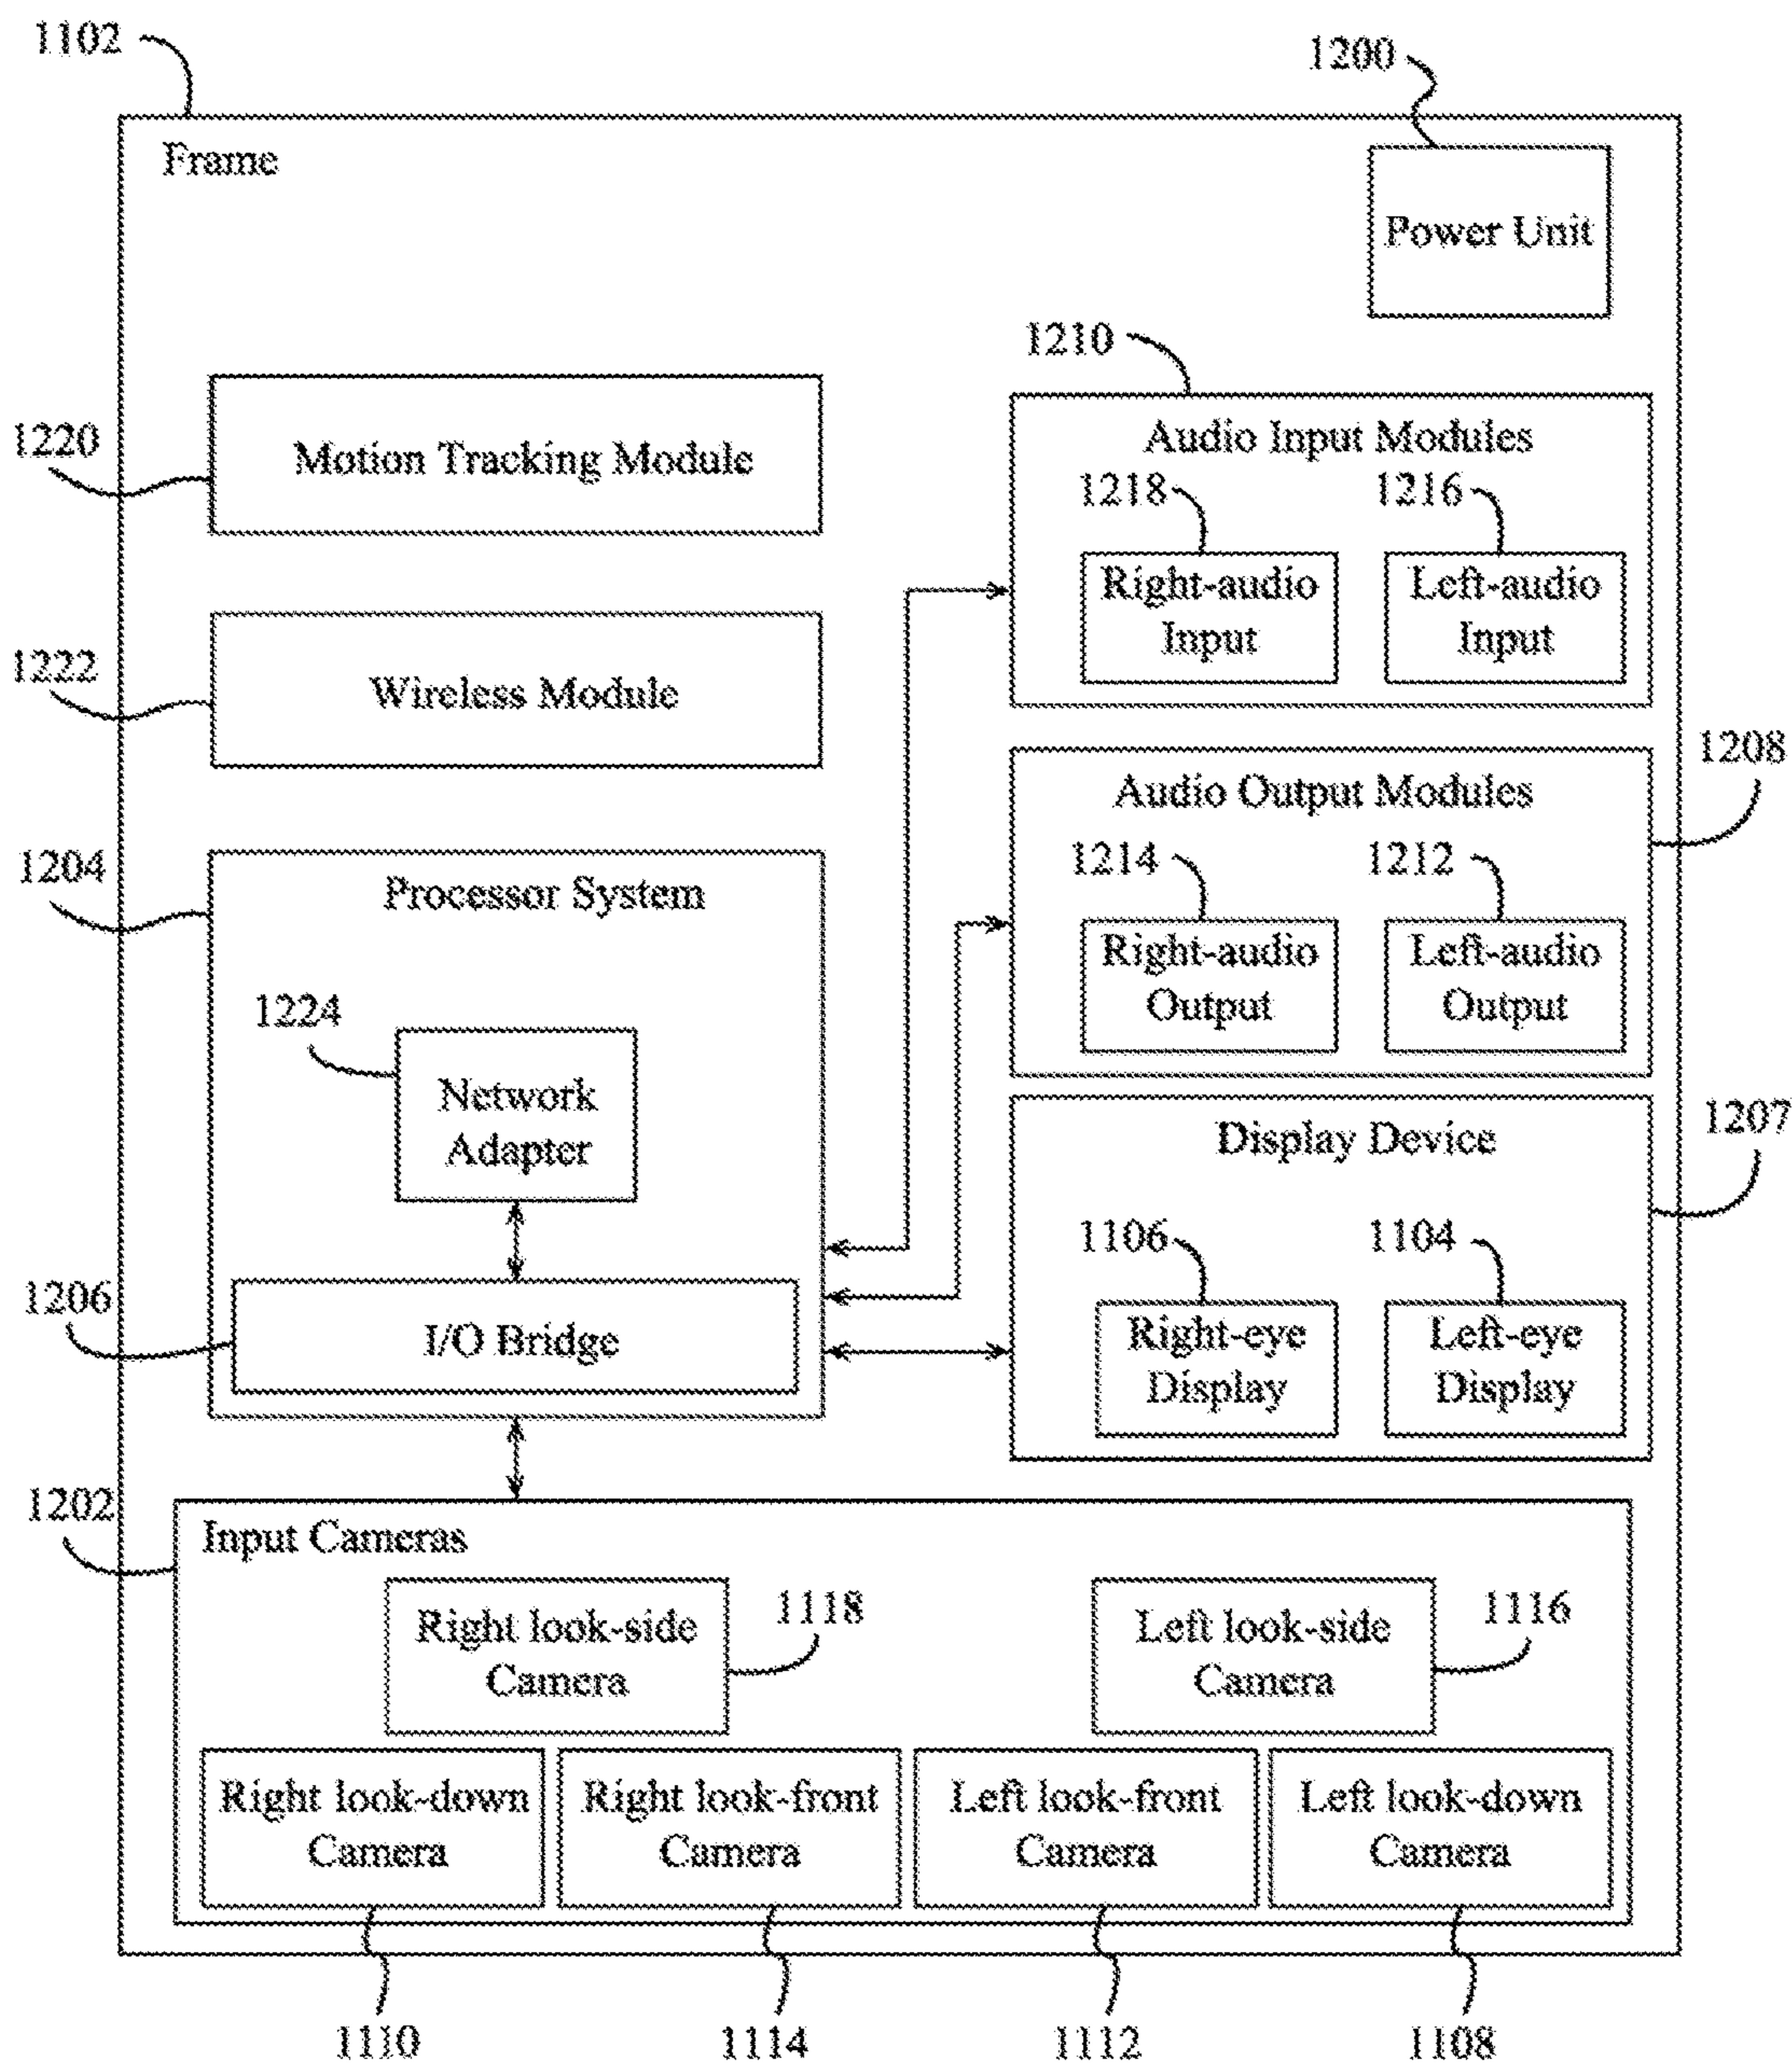 1102
1200
Frame
Power Unit
1210
1220
Motion Tracking Module
Audio Input Modules
1218
1216
Right-audio
Input
Left-audio
Input
1222
Wireless Module
1208
Audio Output Modules
1214
1212
Right-audio
Output
Left-audio
Output
1204
Processor System
1224
Network
Adapter
1207
Display Device
1106
1104
Right-eye
Display
Left-eye
Display
1206
I/O Bridge
1202
Input Cameras
Right look-side
Camera
1118
Left look-side
Camera
1116
Right look-down
Camera
Right look-front
Camera
Left look-front
Camera
Left look-down
Camera
1110
1114
1112
1108